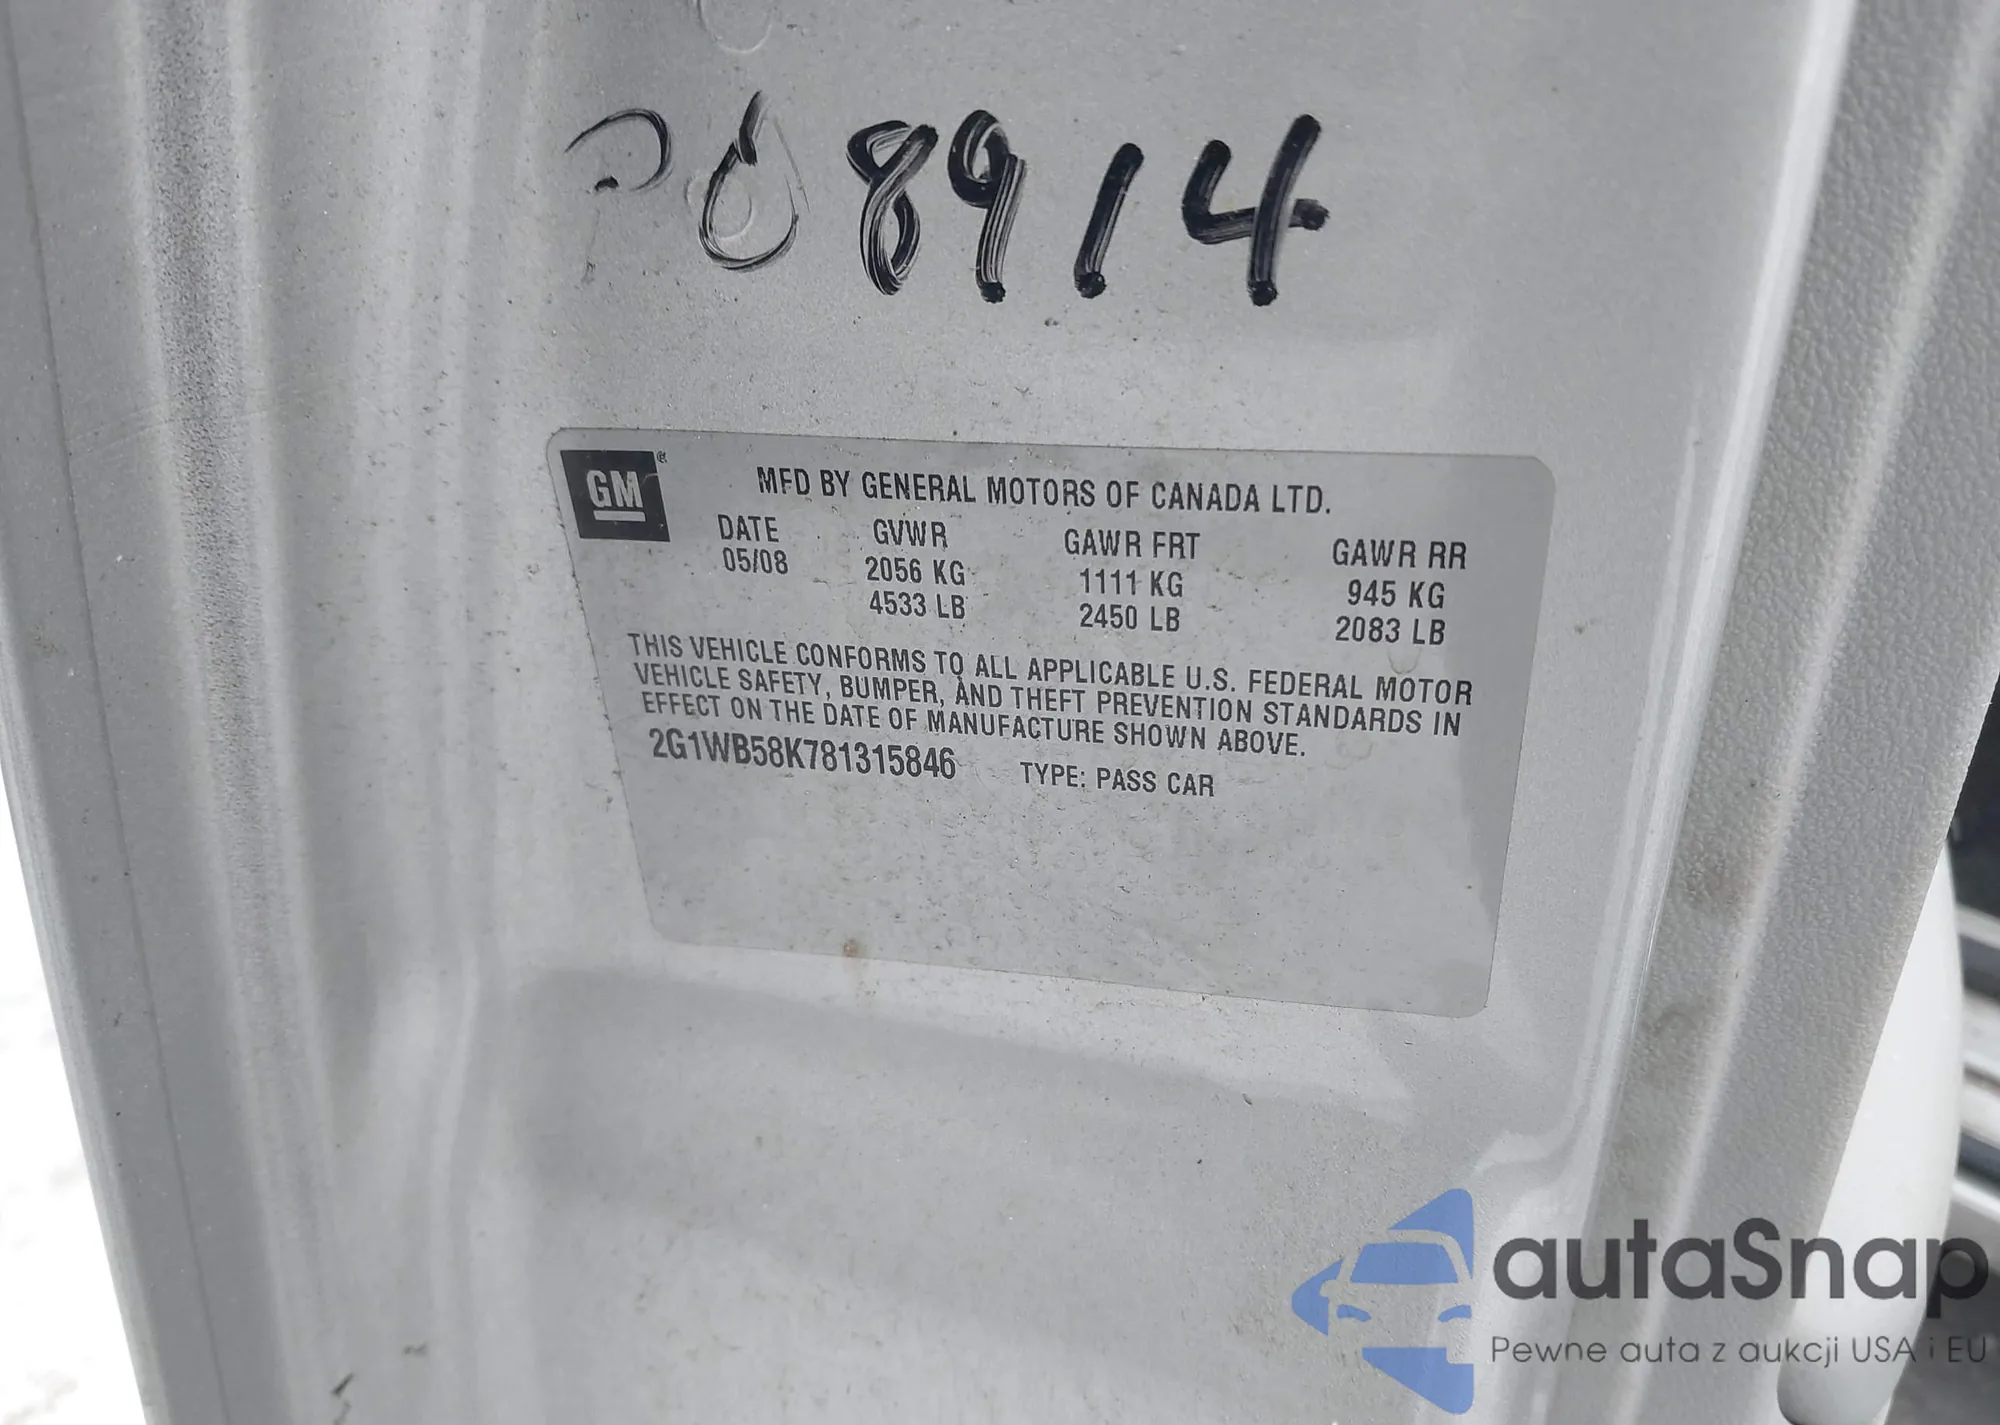 P08914
GM
MFD BY GENERAL MOTORS OF CANADA LTD.
DATE GVWR GAWR FRT GAWR RR
05/08 2056 KG 1111 KG 945 KG
4533 LB 2450 LB 2083 LB
THIS VEHICLE CONFORMS TO ALL APPLICABLE U.S. FEDERAL MOTOR
VEHICLE SAFETY, BUMPER, AND THEFT PREVENTION STANDARDS IN
EFFECT ON THE DATE OF MANUFACTURE SHOWN ABOVE.
2G1WB58K781315846 TYPE: PASS CAR
autaSnap
Pewne auta z aukcji USA i EU